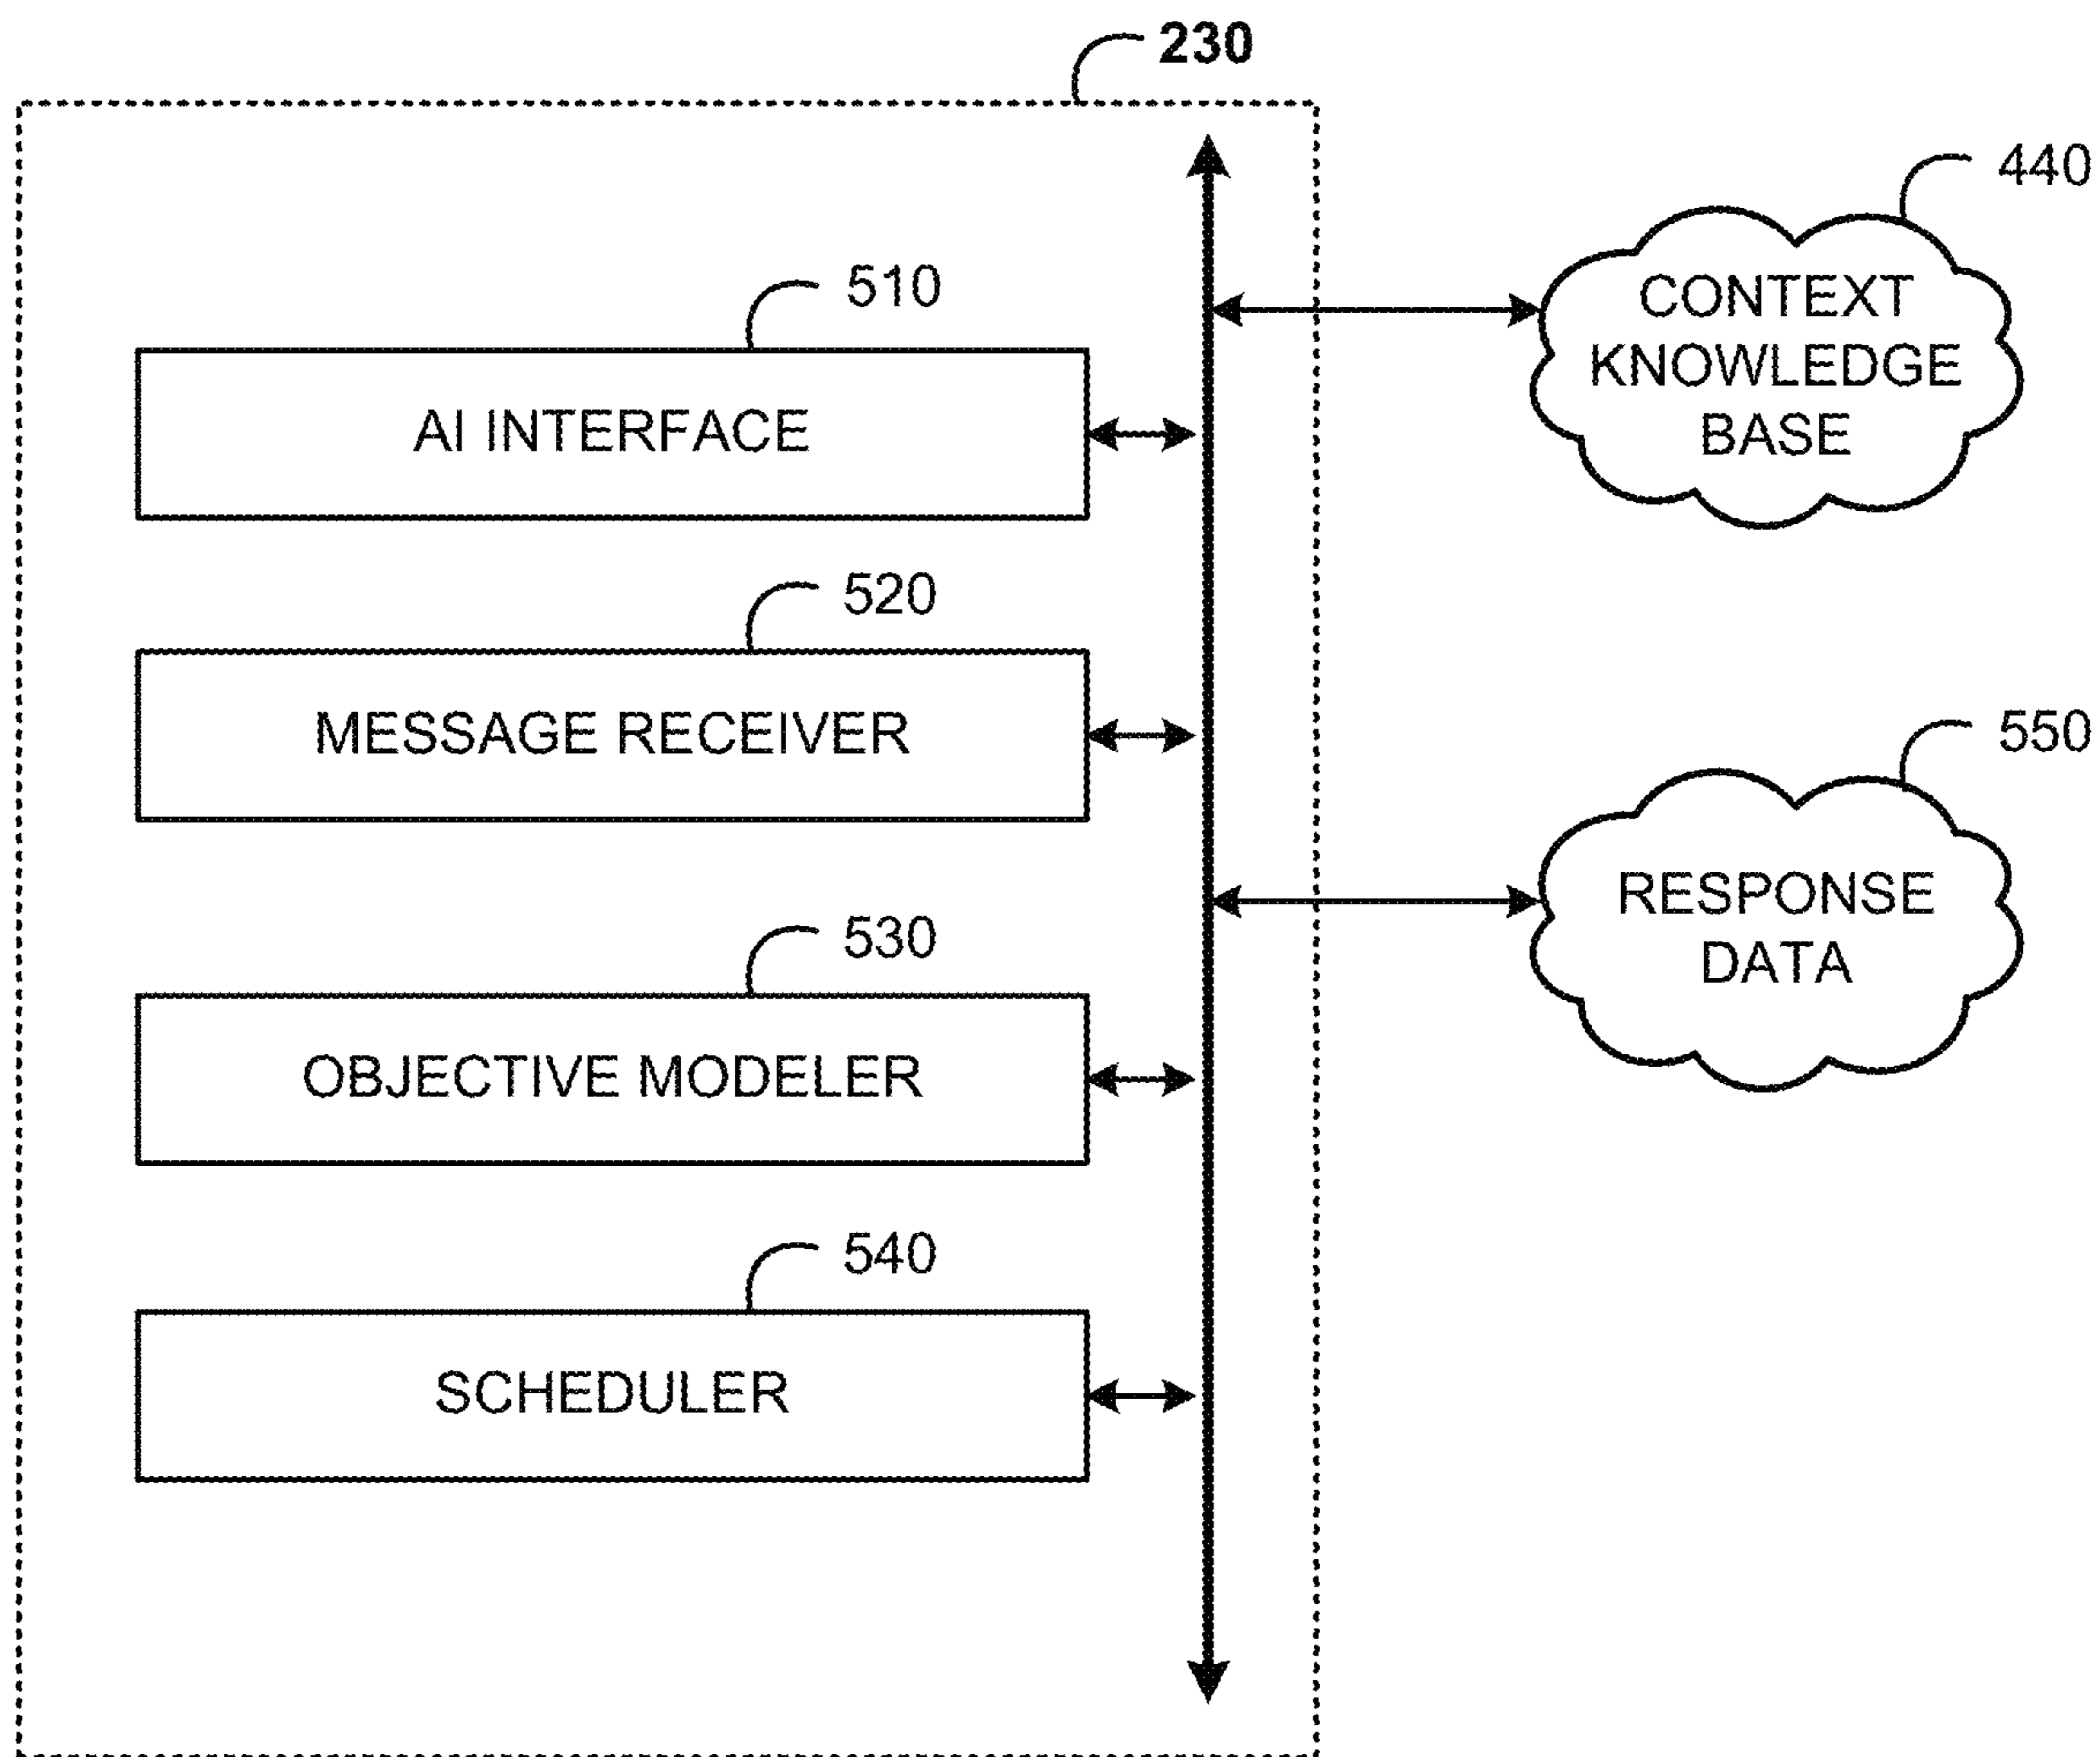 230
440
510
CONTEXT
KNOWLEDGE
BASE
AI INTERFACE
520
MESSAGE RECEIVER
550
RESPONSE
DATA
530
OBJECTIVE MODELER
540
SCHEDULER